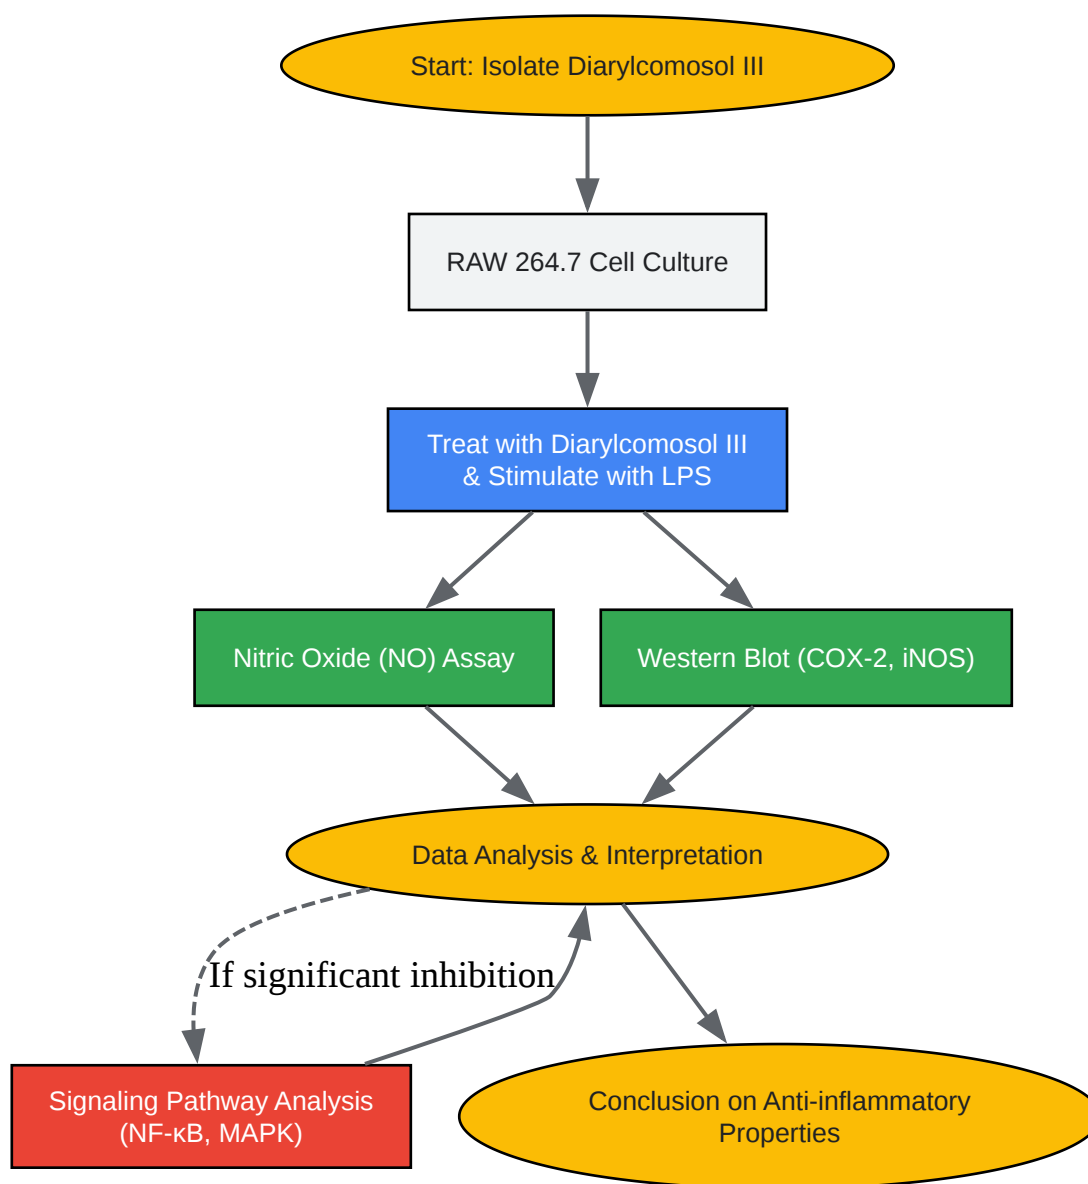 Start: Isolate Diarylcomosol III
RAW 264.7 Cell Culture
Treat with Diarylcomosol III
& Stimulate with LPS
Nitric Oxide (NO) Assay
Western Blot (COX-2, iNOS)
Data Analysis & Interpretation
If significant inhibition
Signaling Pathway Analysis
(NF-κB, MAPK)
Conclusion on Anti-inflammatory
Properties